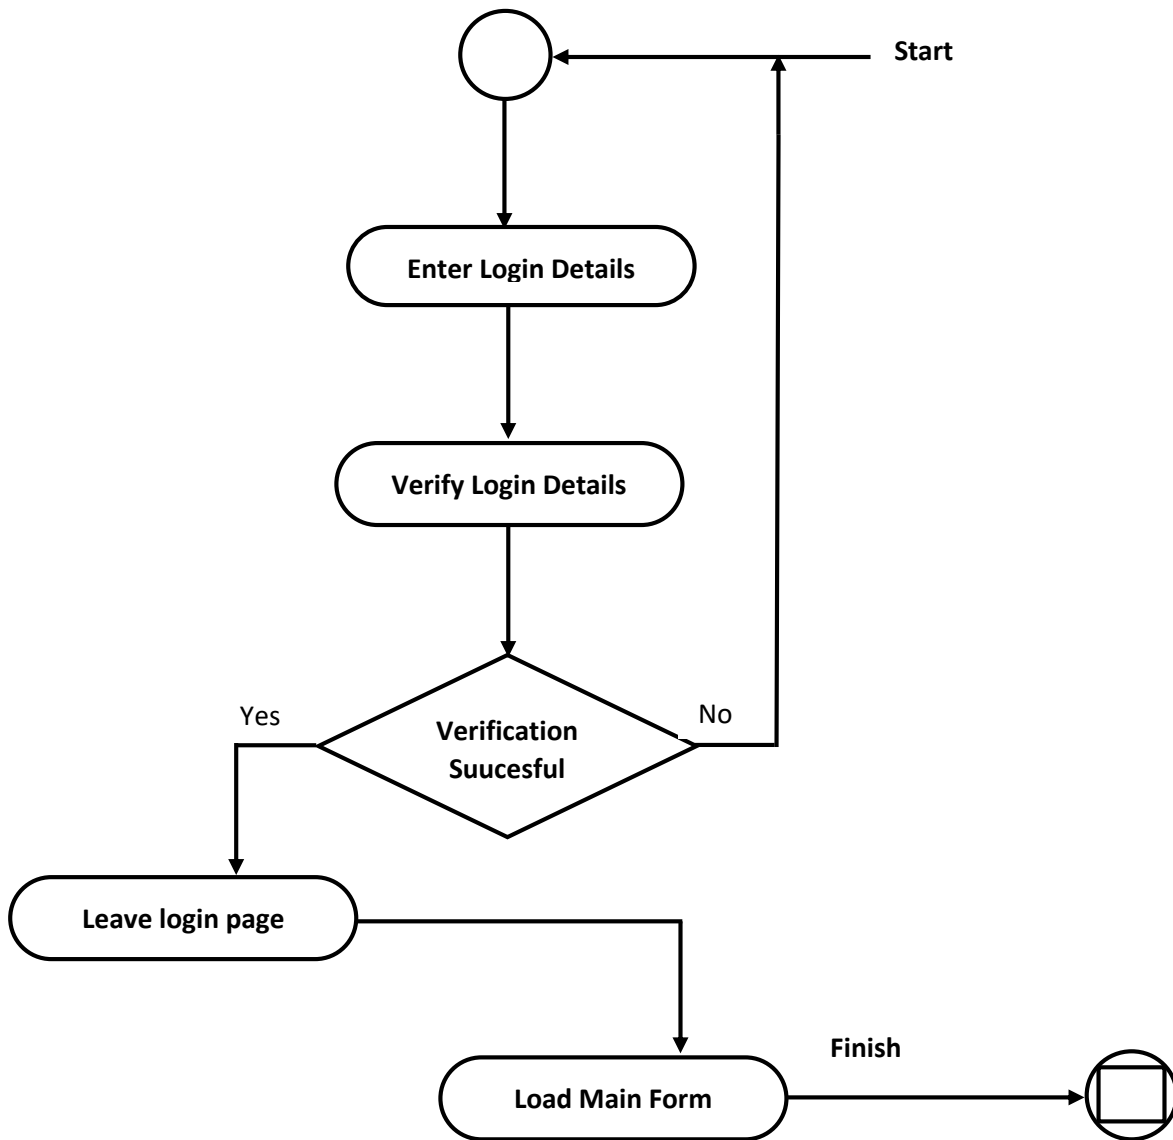 Start
Enter Login Details
Verify Login Details
Yes
No
Verification
Suucesful
Leave login page
Finish
Load Main Form